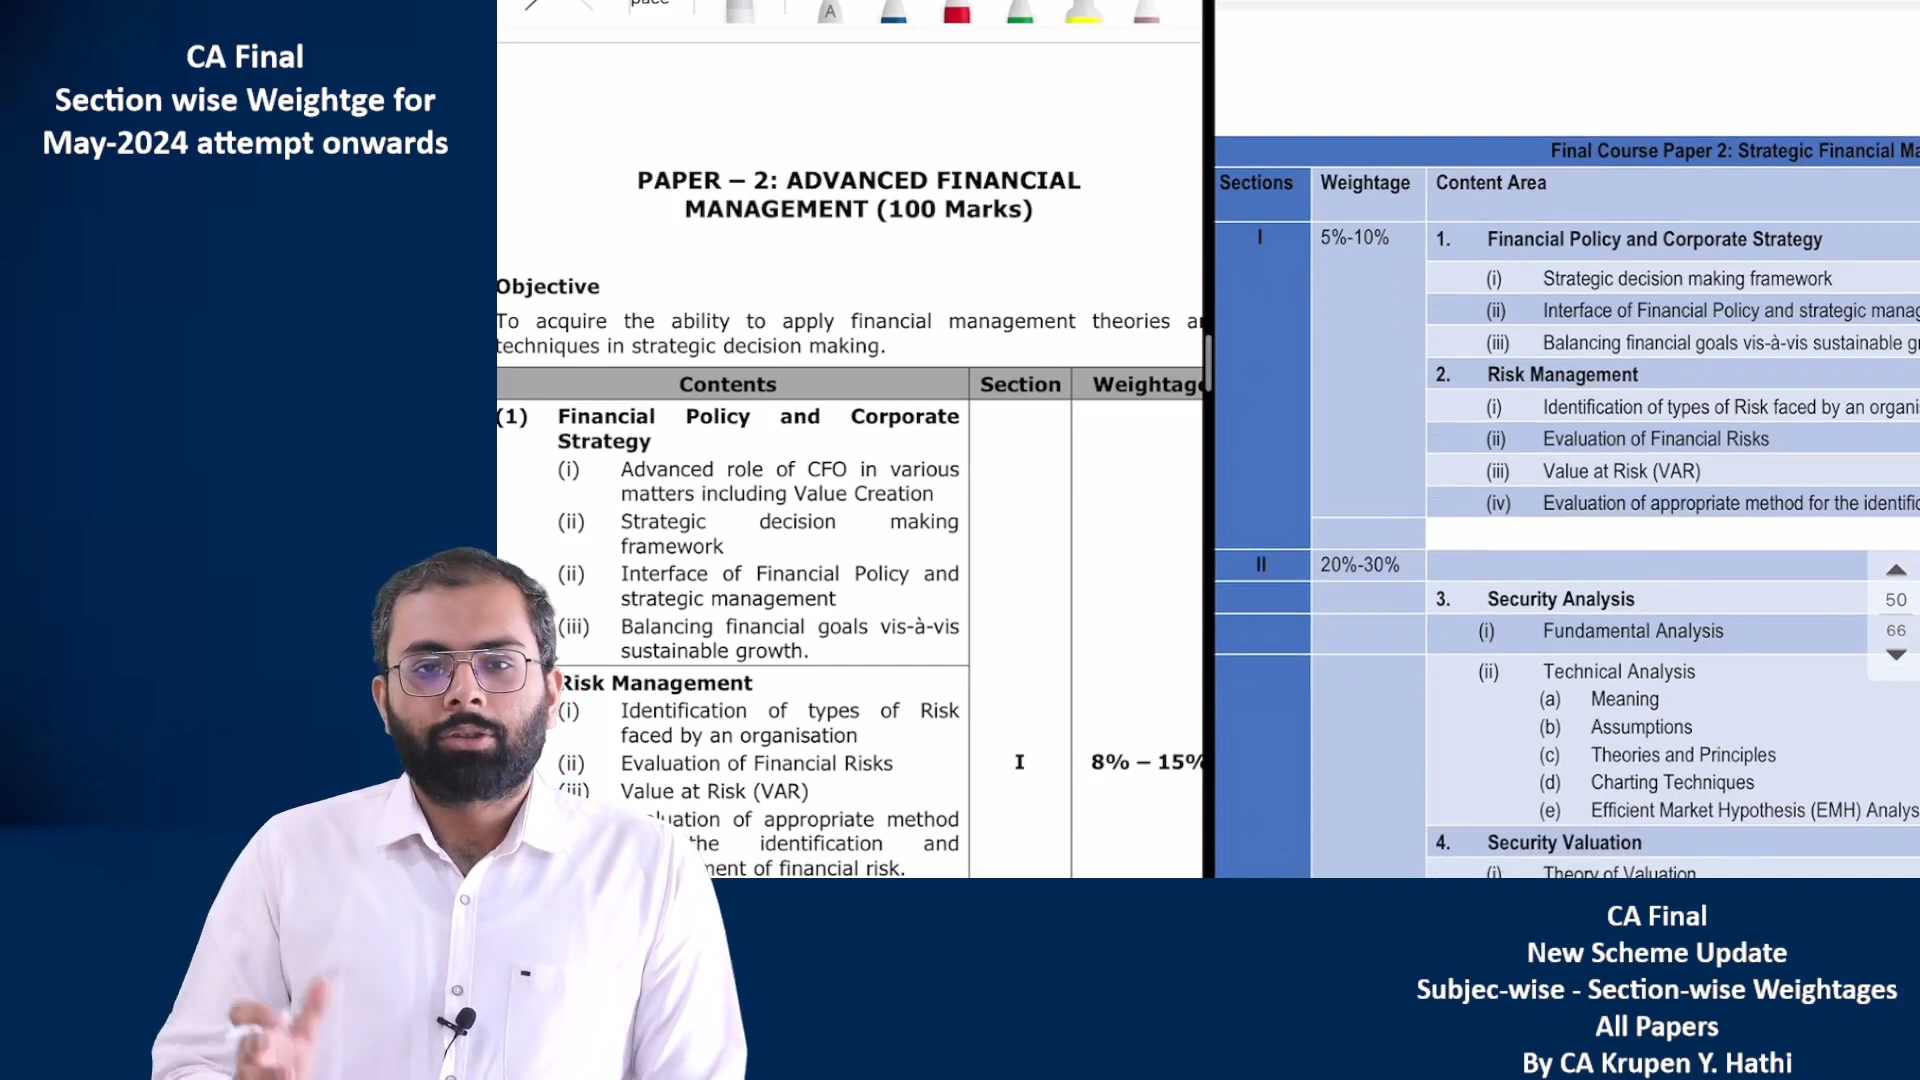 CA Final
Section wise Weightge for
May-2024 attempt onwards
A
PAPER – 2: ADVANCED FINANCIAL
MANAGEMENT (100 Marks)
Objective
To acquire the ability to apply financial management theories
techniques in strategic decision making.
Contents Section Weightage
(1) Financial Policy and Corporate
Strategy
(i) Advanced role of CFO in various
matters including Value Creation
(ii) Strategic decision making
framework
(ii) Interface of Financial Policy and
strategic management
(iii) Balancing financial goals vis-à-vis
sustainable growth.
Risk Management
(i) Identification of types of Risk
faced by an organisation
(ii) Evaluation of Financial Risks I 8% – 15%
(iii) Value at Risk (VAR)
of appropriate method
the identification and
of financial risk.
Final Course Paper 2: Strategic Financial
Sections Weightage Content Area
I 5%-10% 1. Financial Policy and Corporate Strategy
(i) Strategic decision making framework
(ii) Interface of Financial Policy and strategic
(iii) Balancing financial goals vis-à-vis sustainable
2. Risk Management
(i) Identification of types of Risk faced by an
(ii) Evaluation of Financial Risks
(iii) Value at Risk (VAR)
(iv) Evaluation of appropriate method for the
II 20%-30%
3. Security Analysis
(i) Fundamental Analysis
(ii) Technical Analysis
(a) Meaning
(b) Assumptions
(c) Theories and Principles
(d) Charting Techniques
(e) Efficient Market Hypothesis (EMH)
4. Security Valuation
(i) Theory of Valuation
50
66
CA Final
New Scheme Update
Subjec-wise - Section-wise Weightages
All Papers
By CA Krupen Y. Hathi